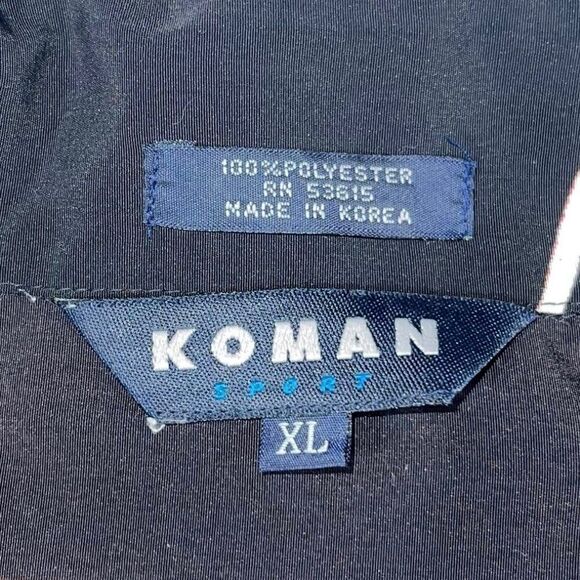 100%POLYESTER
RN 53615
MADE IN KOREA
KOMAN
SPORT
XL